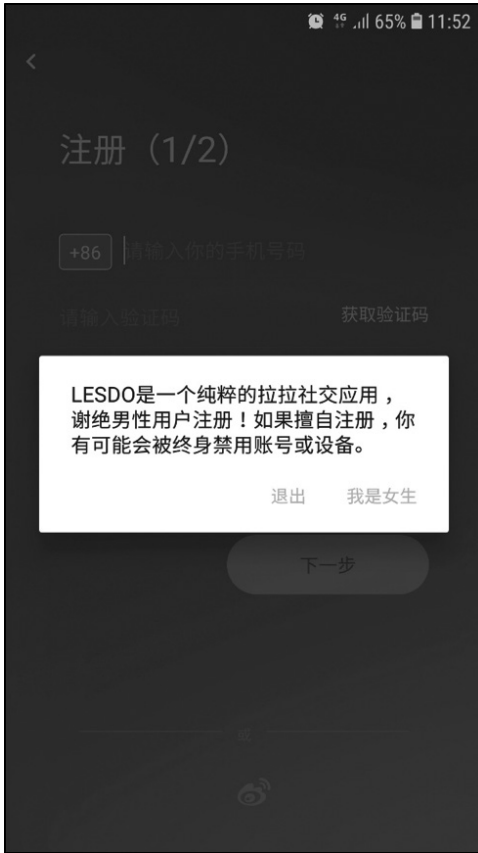 4G 65% 11:52
注册（1/2）
+86 请输入你的手机号码
请输入验证码 获取验证码
LESDO是一个纯粹的拉拉社交应用，
谢绝男性用户注册！如果擅自注册，你
有可能会被终身禁用账号或设备。
退出 我是女生
下一步
或